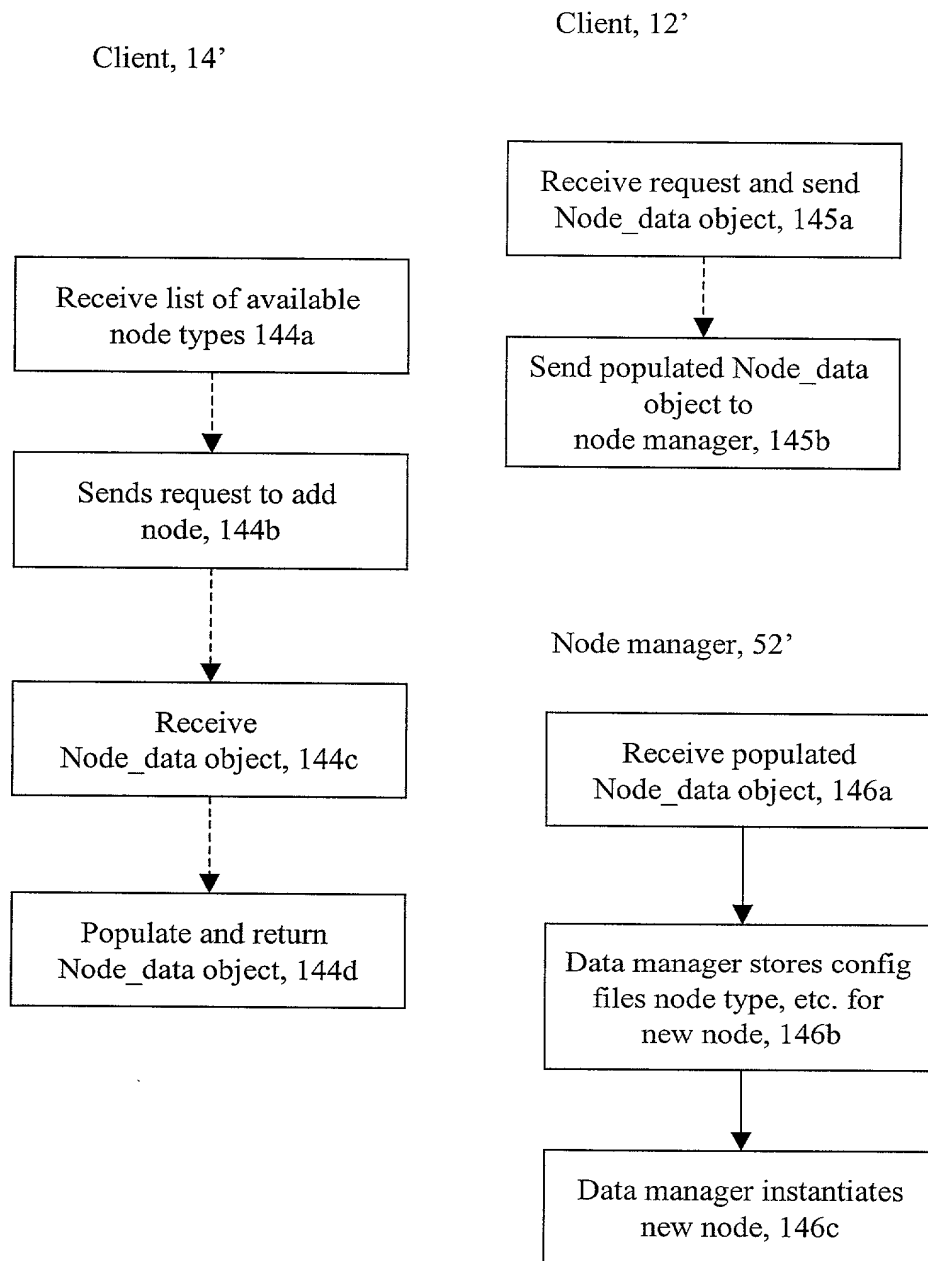 Client, 14’
Receive list of available
node types 144a
Sends request to add
node, 144b
Receive
Node_data object, 144c
Populate and return
Node_data object, 144d
Client, 12’
Receive request and send
Node_data object, 145a
Send populated Node_data
object to
node manager, 145b
Node manager, 52’
Receive populated
Node_data object, 146a
Data manager stores config
files node type, etc. for
new node, 146b
Data manager instantiates
new node, 146c